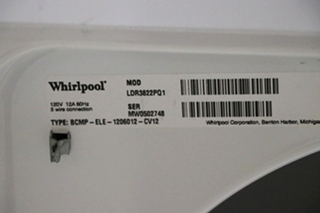 Whirlpool
MOD
LDR3822PQ1
120V 12A 60Hz
3 wire connection
SER
MW0502748
TYPE: BCMP-ELE-1206012-CV12
Whirlpool Corporation, Benton Harbor, Michigan